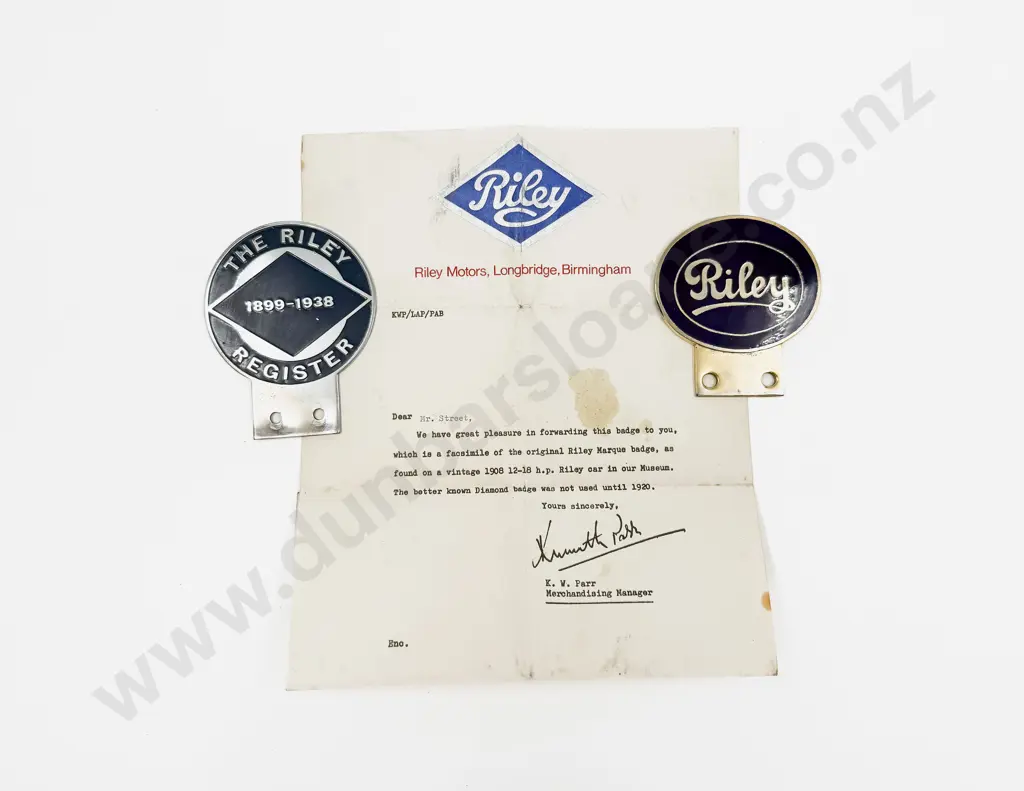 Riley
Riley Motors, Longbridge, Birmingham
THE RILEY
1899-1938
REGISTER
Riley
KWP/LAP/PAB
Dear Mr. Street,
We have great pleasure in forwarding this badge to you,
which is a facsimile of the original Riley Marque badge, as
found on a vintage 1908 12-18 h.p. Riley car in our Museum.
The better known Diamond badge was not used until 1920.
Yours sincerely,
Kenneth Parr
K. W. Parr
Merchandising Manager
Enc.
www.dunbarsloane.co.nz